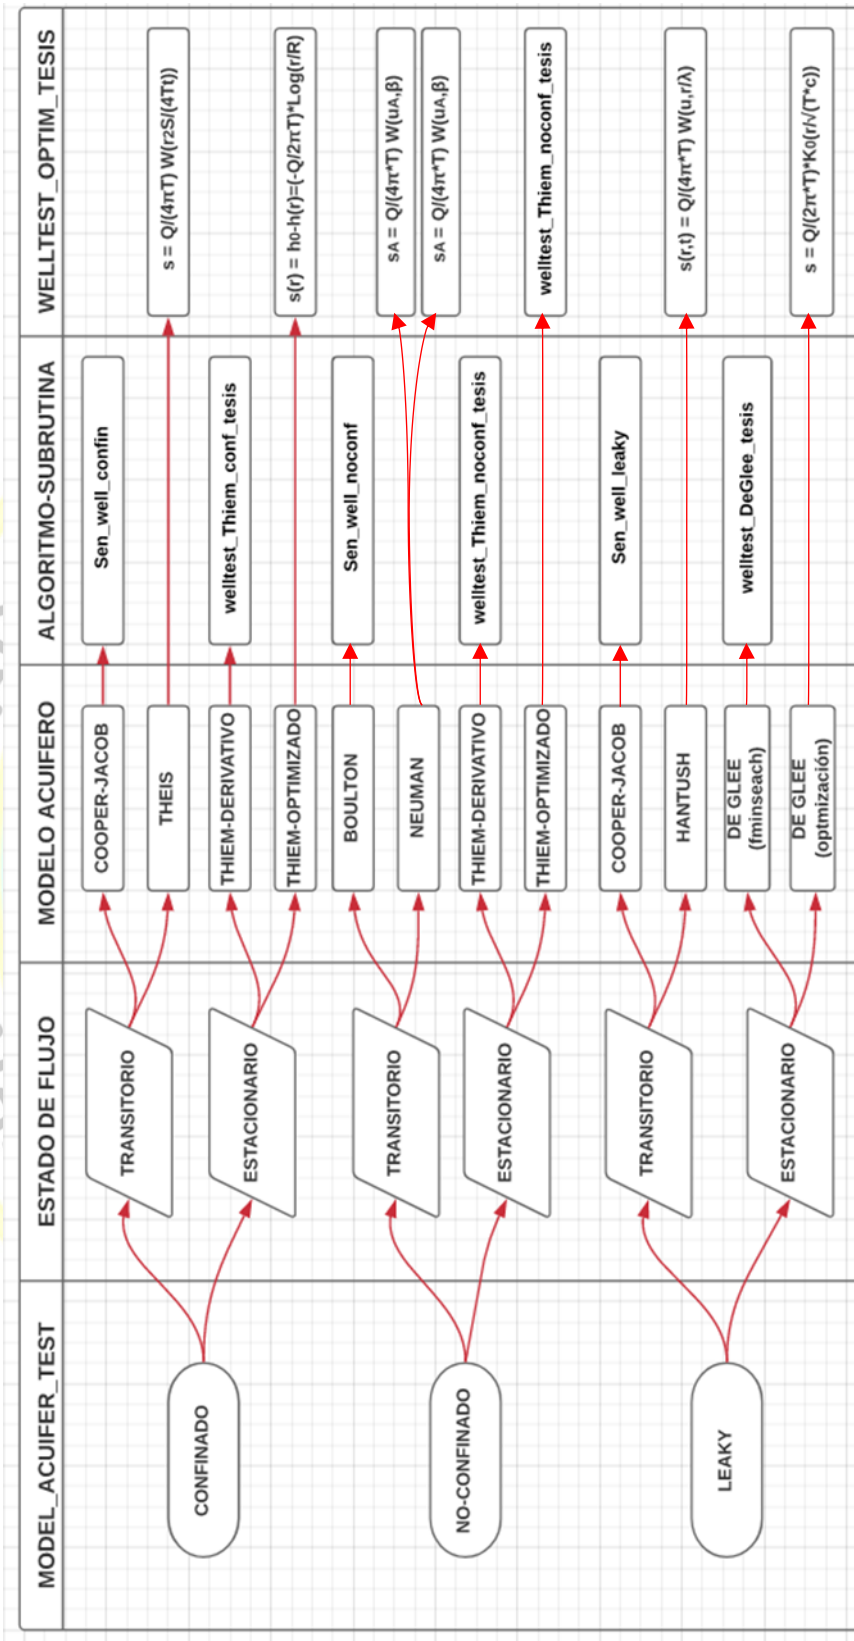 MODEL_ACUIFER_TEST
ESTADO DE FLUJO
MODELO ACUIFERO
ALGORITMO-SUBRUTINA
WELLTEST_OPTIM_TESIS
CONFINADO
TRANSITORIO
COOPER-JACOB
Sen_well_confin
THEIS
s = Q/(4πT) W(r2S/(4Tt))
ESTACIONARIO
THIEM-DERIVATIVO
welltest_Thiem_conf_tesis
THIEM-OPTIMIZADO
s(r) = h0-h(r)=(-Q/2πT)*Log(r/R)
NO-CONFINADO
TRANSITORIO
BOULTON
Sen_well_noconf
NEUMAN
sA = Q/(4π*T) W(uA,β)
sA = Q/(4π*T) W(uA,β)
ESTACIONARIO
THIEM-DERIVATIVO
welltest_Thiem_noconf_tesis
THIEM-OPTIMIZADO
welltest_Thiem_noconf_tesis
LEAKY
TRANSITORIO
COOPER-JACOB
Sen_well_leaky
HANTUSH
s(r,t) = Q/(4π*T) W(u,r/λ)
ESTACIONARIO
DE GLEE
(fminseach)
welltest_DeGlee_tesis
DE GLEE
(optmización)
s = Q/(2π*T)*K0(r/√(T*c))